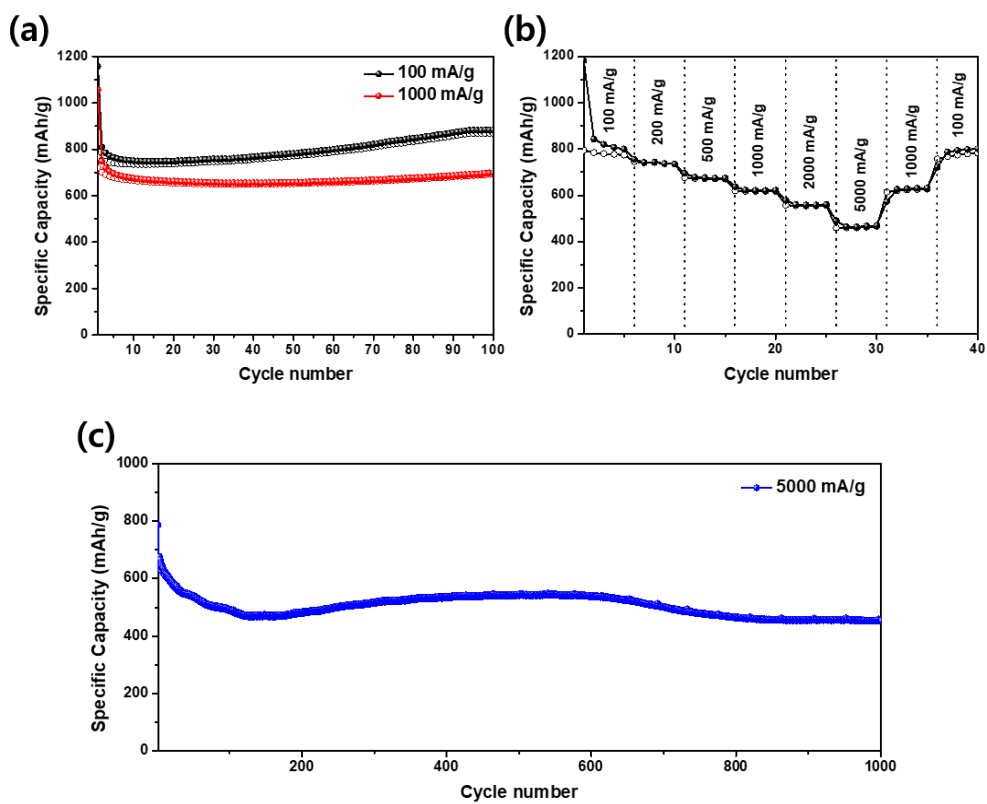 (a)
1200
1000
800
600
400
200
0
10 20 30 40 50 60 70 80 90 100
Specific Capacity (mAh/g)
Cycle number
100 mA/g
1000 mA/g
(b)
1200
1000
800
600
400
200
0
10 20 30 40
Specific Capacity (mAh/g)
Cycle number
100 mA/g
200 mA/g
500 mA/g
1000 mA/g
2000 mA/g
5000 mA/g
1000 mA/g
100 mA/g
(c)
1000
800
600
400
200
0
200 400 600 800 1000
Specific Capacity (mAh/g)
Cycle number
5000 mA/g